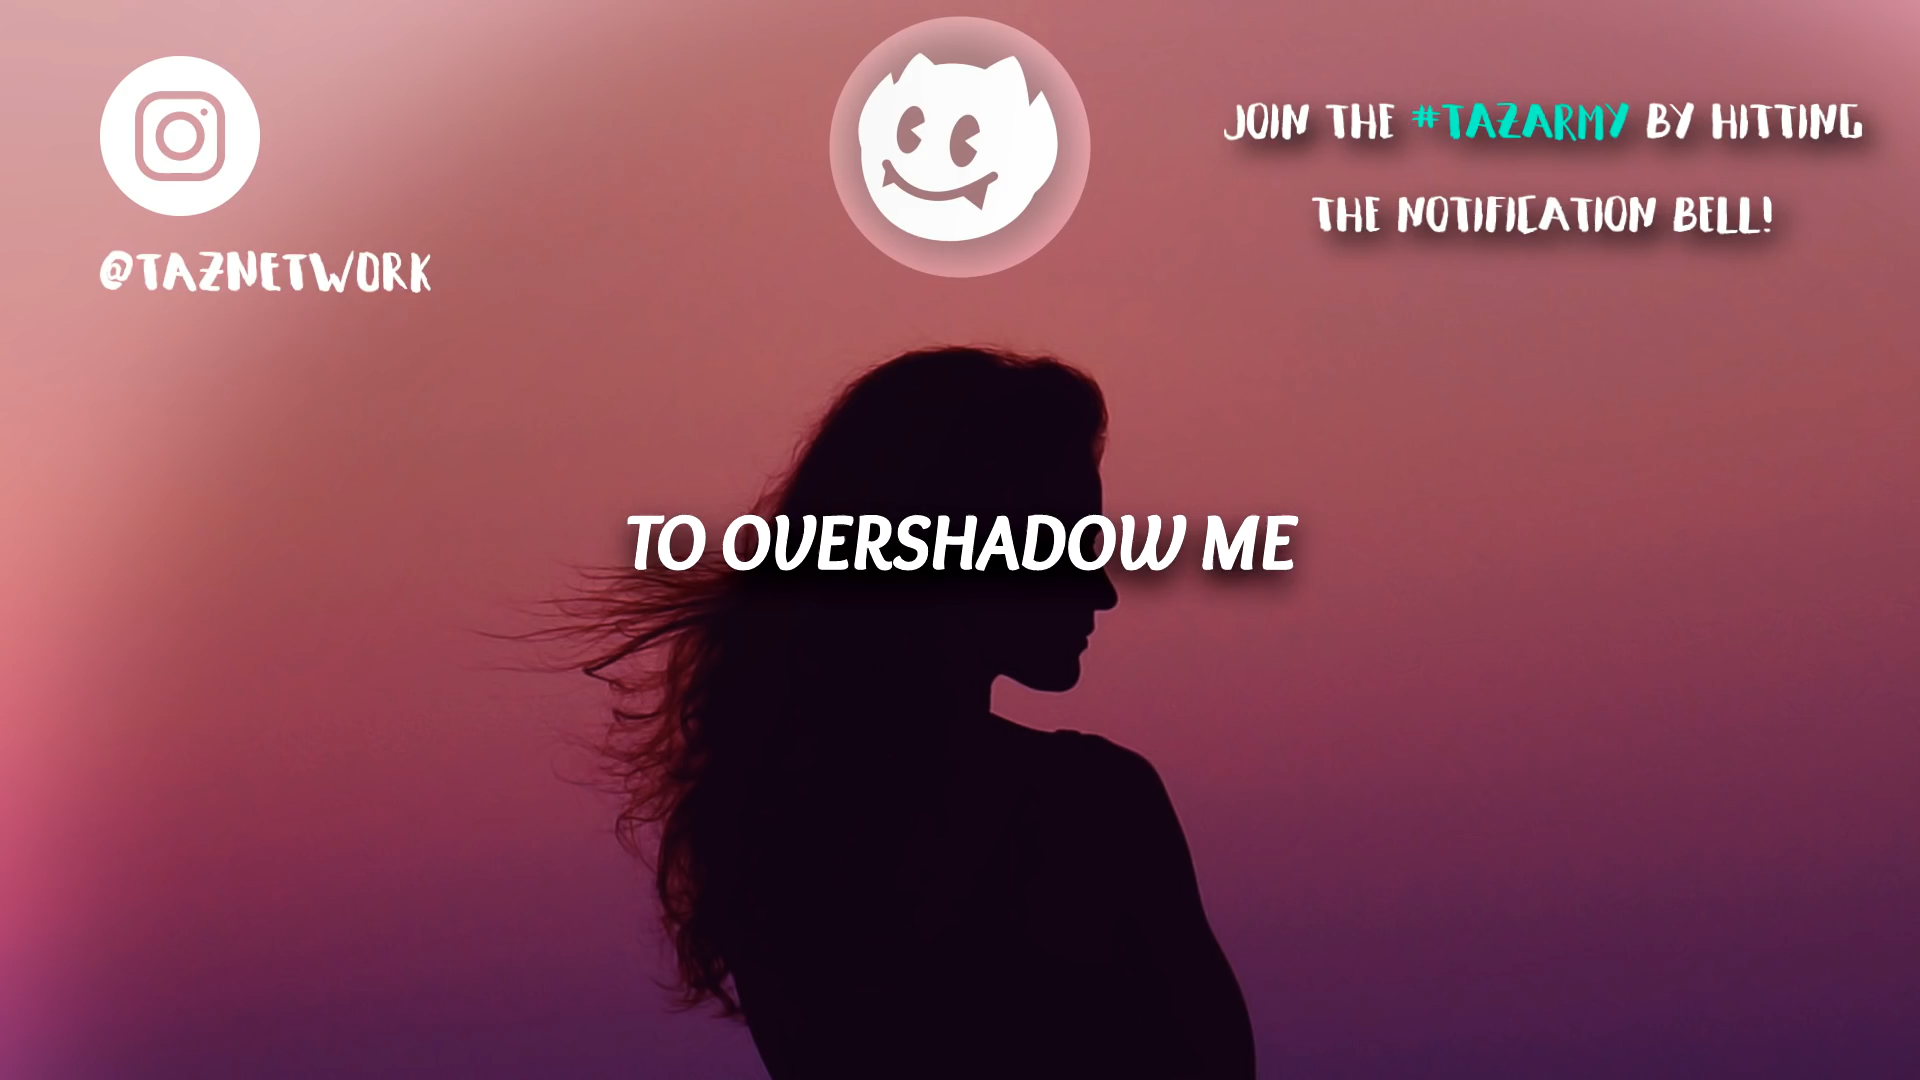 @TAZNETWORK
JOIN THE #TAZARMY BY HITTING
THE NOTIFICATION BELL!
TO OVERSHADOW ME